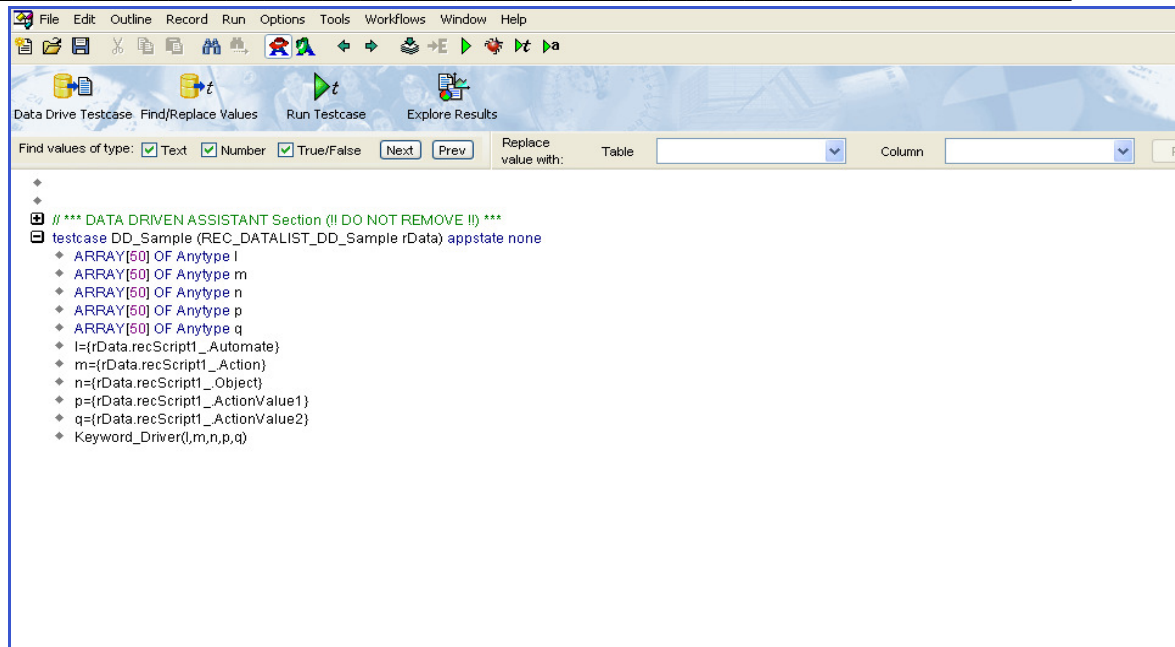 File Edit Outline Record Run Options Tools Workflows Window Help
Data Drive Testcase Find/Replace Values Run Testcase Explore Results
Find values of type: Text Number True/False Next Prev Replace value with: Table Column
// *** DATA DRIVEN ASSISTANT Section (!! DO NOT REMOVE !!) ***
testcase DD_Sample (REC_DATALIST_DD_Sample rData) appstate none
ARRAY[50] OF Anytype l
ARRAY[50] OF Anytype m
ARRAY[50] OF Anytype n
ARRAY[50] OF Anytype p
ARRAY[50] OF Anytype q
l={rData.recScript1_.Automate}
m={rData.recScript1_.Action}
n={rData.recScript1_.Object}
p={rData.recScript1_.ActionValue1}
q={rData.recScript1_.ActionValue2}
Keyword_Driver(l,m,n,p,q)